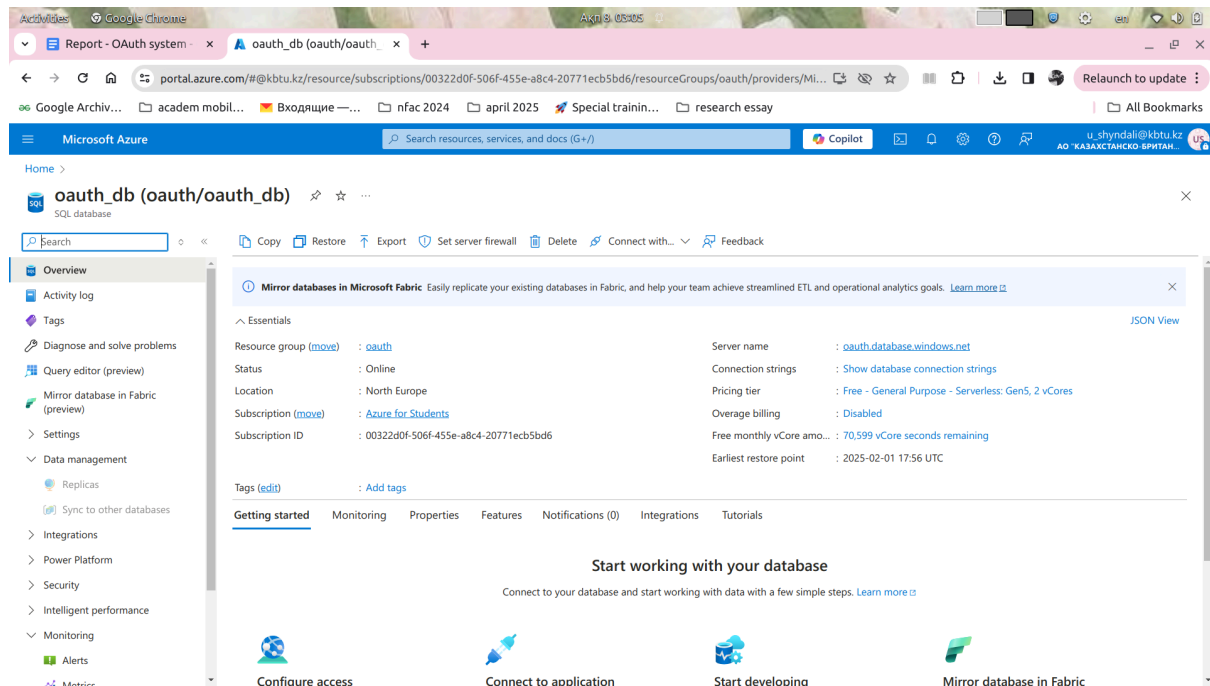 Activities Google Chrome Ақп 8 03:05 en
Report - OAuth system - × oauth_db (oauth/oauth_ × +
portal.azure.com/#@kbtu.kz/resource/subscriptions/00322d0f-506f-455e-a8c4-20771ecb5bd6/resourceGroups/oauth/providers/Mi... Relaunch to update
Google Archiv... academ mobil... Входящие —... nfac 2024 april 2025 Special trainin... research essay All Bookmarks
Microsoft Azure Search resources, services, and docs (G+/) Copilot u_shyndali@kbtu.kz US
АО "КАЗАХСТАНСКО-БРИТАН...
Home >
oauth_db (oauth/oauth_db) ...
SQL database
Search Copy Restore Export Set server firewall Delete Connect with... Feedback
Overview
Activity log
Tags
Diagnose and solve problems
Query editor (preview)
Mirror database in Fabric
(preview)
Settings
Data management
Replicas
Sync to other databases
Integrations
Power Platform
Security
Intelligent performance
Monitoring
Alerts
Metrics
Mirror databases in Microsoft Fabric Easily replicate your existing databases in Fabric, and help your team achieve streamlined ETL and operational analytics goals. Learn more
Essentials JSON View
Resource group (move) : oauth
Status : Online
Location : North Europe
Subscription (move) : Azure for Students
Subscription ID : 00322d0f-506f-455e-a8c4-20771ecb5bd6
Server name : oauth.database.windows.net
Connection strings : Show database connection strings
Pricing tier : Free - General Purpose - Serverless: Gen5, 2 vCores
Overage billing : Disabled
Free monthly vCore amo... : 70,599 vCore seconds remaining
Earliest restore point : 2025-02-01 17:56 UTC
Tags (edit) : Add tags
Getting started Monitoring Properties Features Notifications (0) Integrations Tutorials
Start working with your database
Connect to your database and start working with data with a few simple steps. Learn more
Configure access Connect to application Start developing Mirror database in Fabric